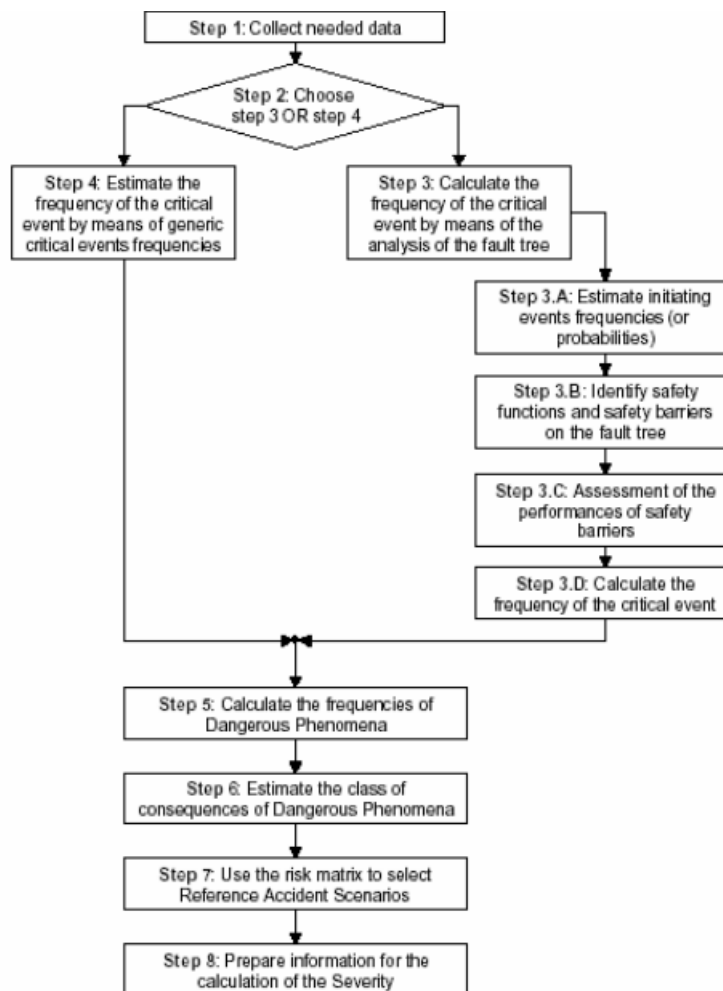 Step 1: Collect needed data
Step 2: Choose
step 3 OR step 4
Step 4: Estimate the
frequency of the critical
event by means of generic
critical events frequencies
Step 3: Calculate the
frequency of the critical
event by means of the
analysis of the fault tree
Step 3.A: Estimate initiating
events frequencies (or
probabilities)
Step 3.B: Identify safety
functions and safety barriers
on the fault tree
Step 3.C: Assessment of the
performances of safety
barriers
Step 3.D: Calculate the
frequency of the critical event
Step 5: Calculate the frequencies of
Dangerous Phenomena
Step 6: Estimate the class of
consequences of Dangerous Phenomena
Step 7: Use the risk matrix to select
Reference Accident Scenarios
Step 8: Prepare information for the
calculation of the Severity